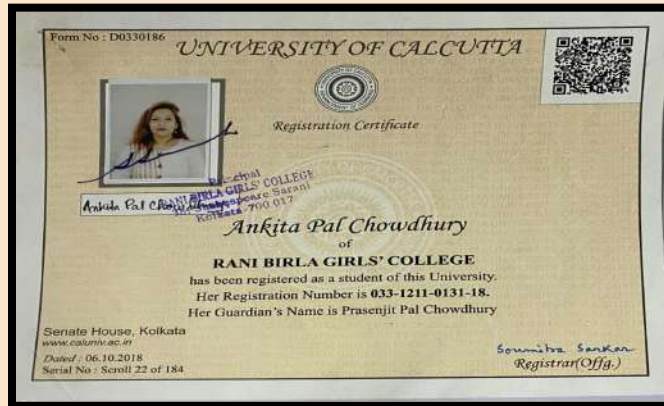 Form No : D0330186
UNIVERSITY OF CALCUTTA
Registration Certificate
Principal
RANI BIRLA GIRLS' COLLEGE
Shakespeare Sarani
Kolkata-700 017
Ankita Pal Chowdhury
Ankita Pal Chowdhury
of
RANI BIRLA GIRLS' COLLEGE
has been registered as a student of this University.
Her Registration Number is 033-1211-0131-18.
Her Guardian's Name is Prasenjit Pal Chowdhury
Senate House, Kolkata
www.caluniv.ac.in
Dated : 06.10.2018
Serial No : Scroll 22 of 184
Soumitra Sarkar
Registrar(Offg.)